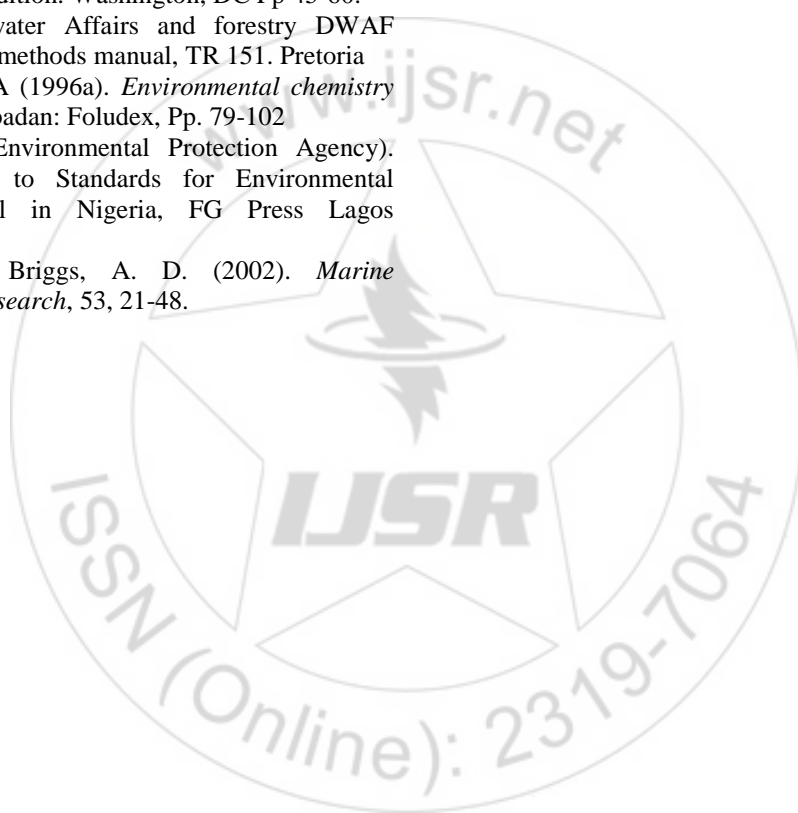 dition. Washington, DC Pp 45-60.
water Affairs and forestry DWAF
methods manual, TR 151. Pretoria
A (1996a). Environmental chemistry
badan: Foludex, Pp. 79-102
Environmental Protection Agency).
to Standards for Environmental
l in Nigeria, FG Press Lagos
Briggs, A. D. (2002). Marine
search, 53, 21-48.
www.ijsr.net
IJSR
ISSN (Online): 2319-7064